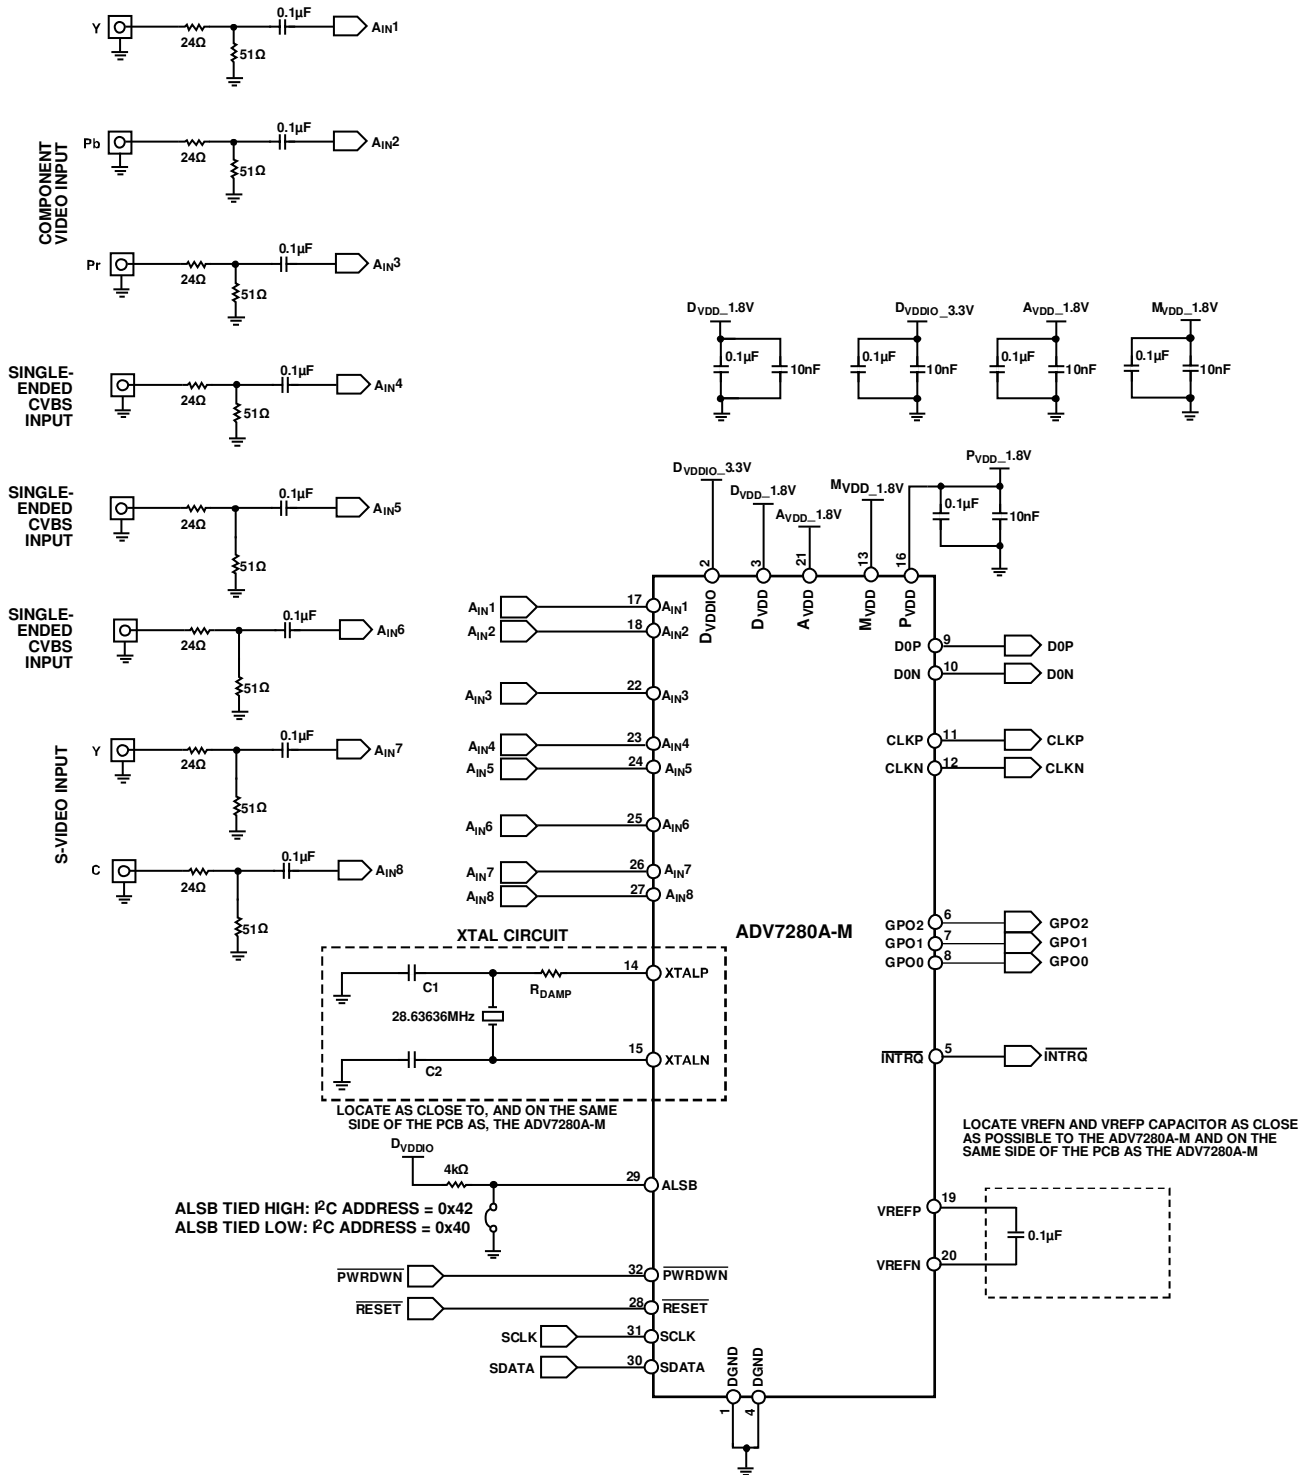 COMPONENT
VIDEO INPUT
Y
24Ω
51Ω
0.1µF
AIN1
Pb
24Ω
51Ω
0.1µF
AIN2
Pr
24Ω
51Ω
0.1µF
AIN3
SINGLE-
ENDED
CVBS
INPUT
24Ω
51Ω
0.1µF
AIN4
SINGLE-
ENDED
CVBS
INPUT
24Ω
51Ω
0.1µF
AIN5
SINGLE-
ENDED
CVBS
INPUT
24Ω
51Ω
0.1µF
AIN6
S-VIDEO INPUT
Y
24Ω
51Ω
0.1µF
AIN7
C
24Ω
51Ω
0.1µF
AIN8
DVDD_1.8V
0.1µF
10nF
DVDDIO_3.3V
0.1µF
10nF
AVDD_1.8V
0.1µF
10nF
MVDD_1.8V
0.1µF
10nF
DVDDIO_3.3V
DVDD_1.8V
AVDD_1.8V
MVDD_1.8V
PVDD_1.8V
0.1µF
10nF
2
3
21
13
16
DVDDIO
DVDD
AVDD
MVDD
PVDD
AIN1
17
AIN1
AIN2
18
AIN2
AIN3
22
AIN3
AIN4
23
AIN4
AIN5
24
AIN5
AIN6
25
AIN6
AIN7
26
AIN7
AIN8
27
AIN8
D0P
9
D0P
D0N
10
D0N
CLKP
11
CLKP
CLKN
12
CLKN
ADV7280A-M
GPO2
6
GPO2
GPO1
7
GPO1
GPO0
8
GPO0
INTRQ
5
INTRQ
XTAL CIRCUIT
C1
RDAMP
14
XTALP
28.63636MHz
C2
15
XTALN
LOCATE AS CLOSE TO, AND ON THE SAME
SIDE OF THE PCB AS, THE ADV7280A-M
LOCATE VREFN AND VREFP CAPACITOR AS CLOSE
AS POSSIBLE TO THE ADV7280A-M AND ON THE
SAME SIDE OF THE PCB AS THE ADV7280A-M
DVDDIO
4kΩ
29
ALSB
ALSB TIED HIGH: I2C ADDRESS = 0x42
ALSB TIED LOW: I2C ADDRESS = 0x40
VREFP
19
0.1µF
VREFN
20
PWRDWN
32
PWRDWN
RESET
28
RESET
SCLK
31
SCLK
SDATA
30
SDATA
DGND
DGND
1
4